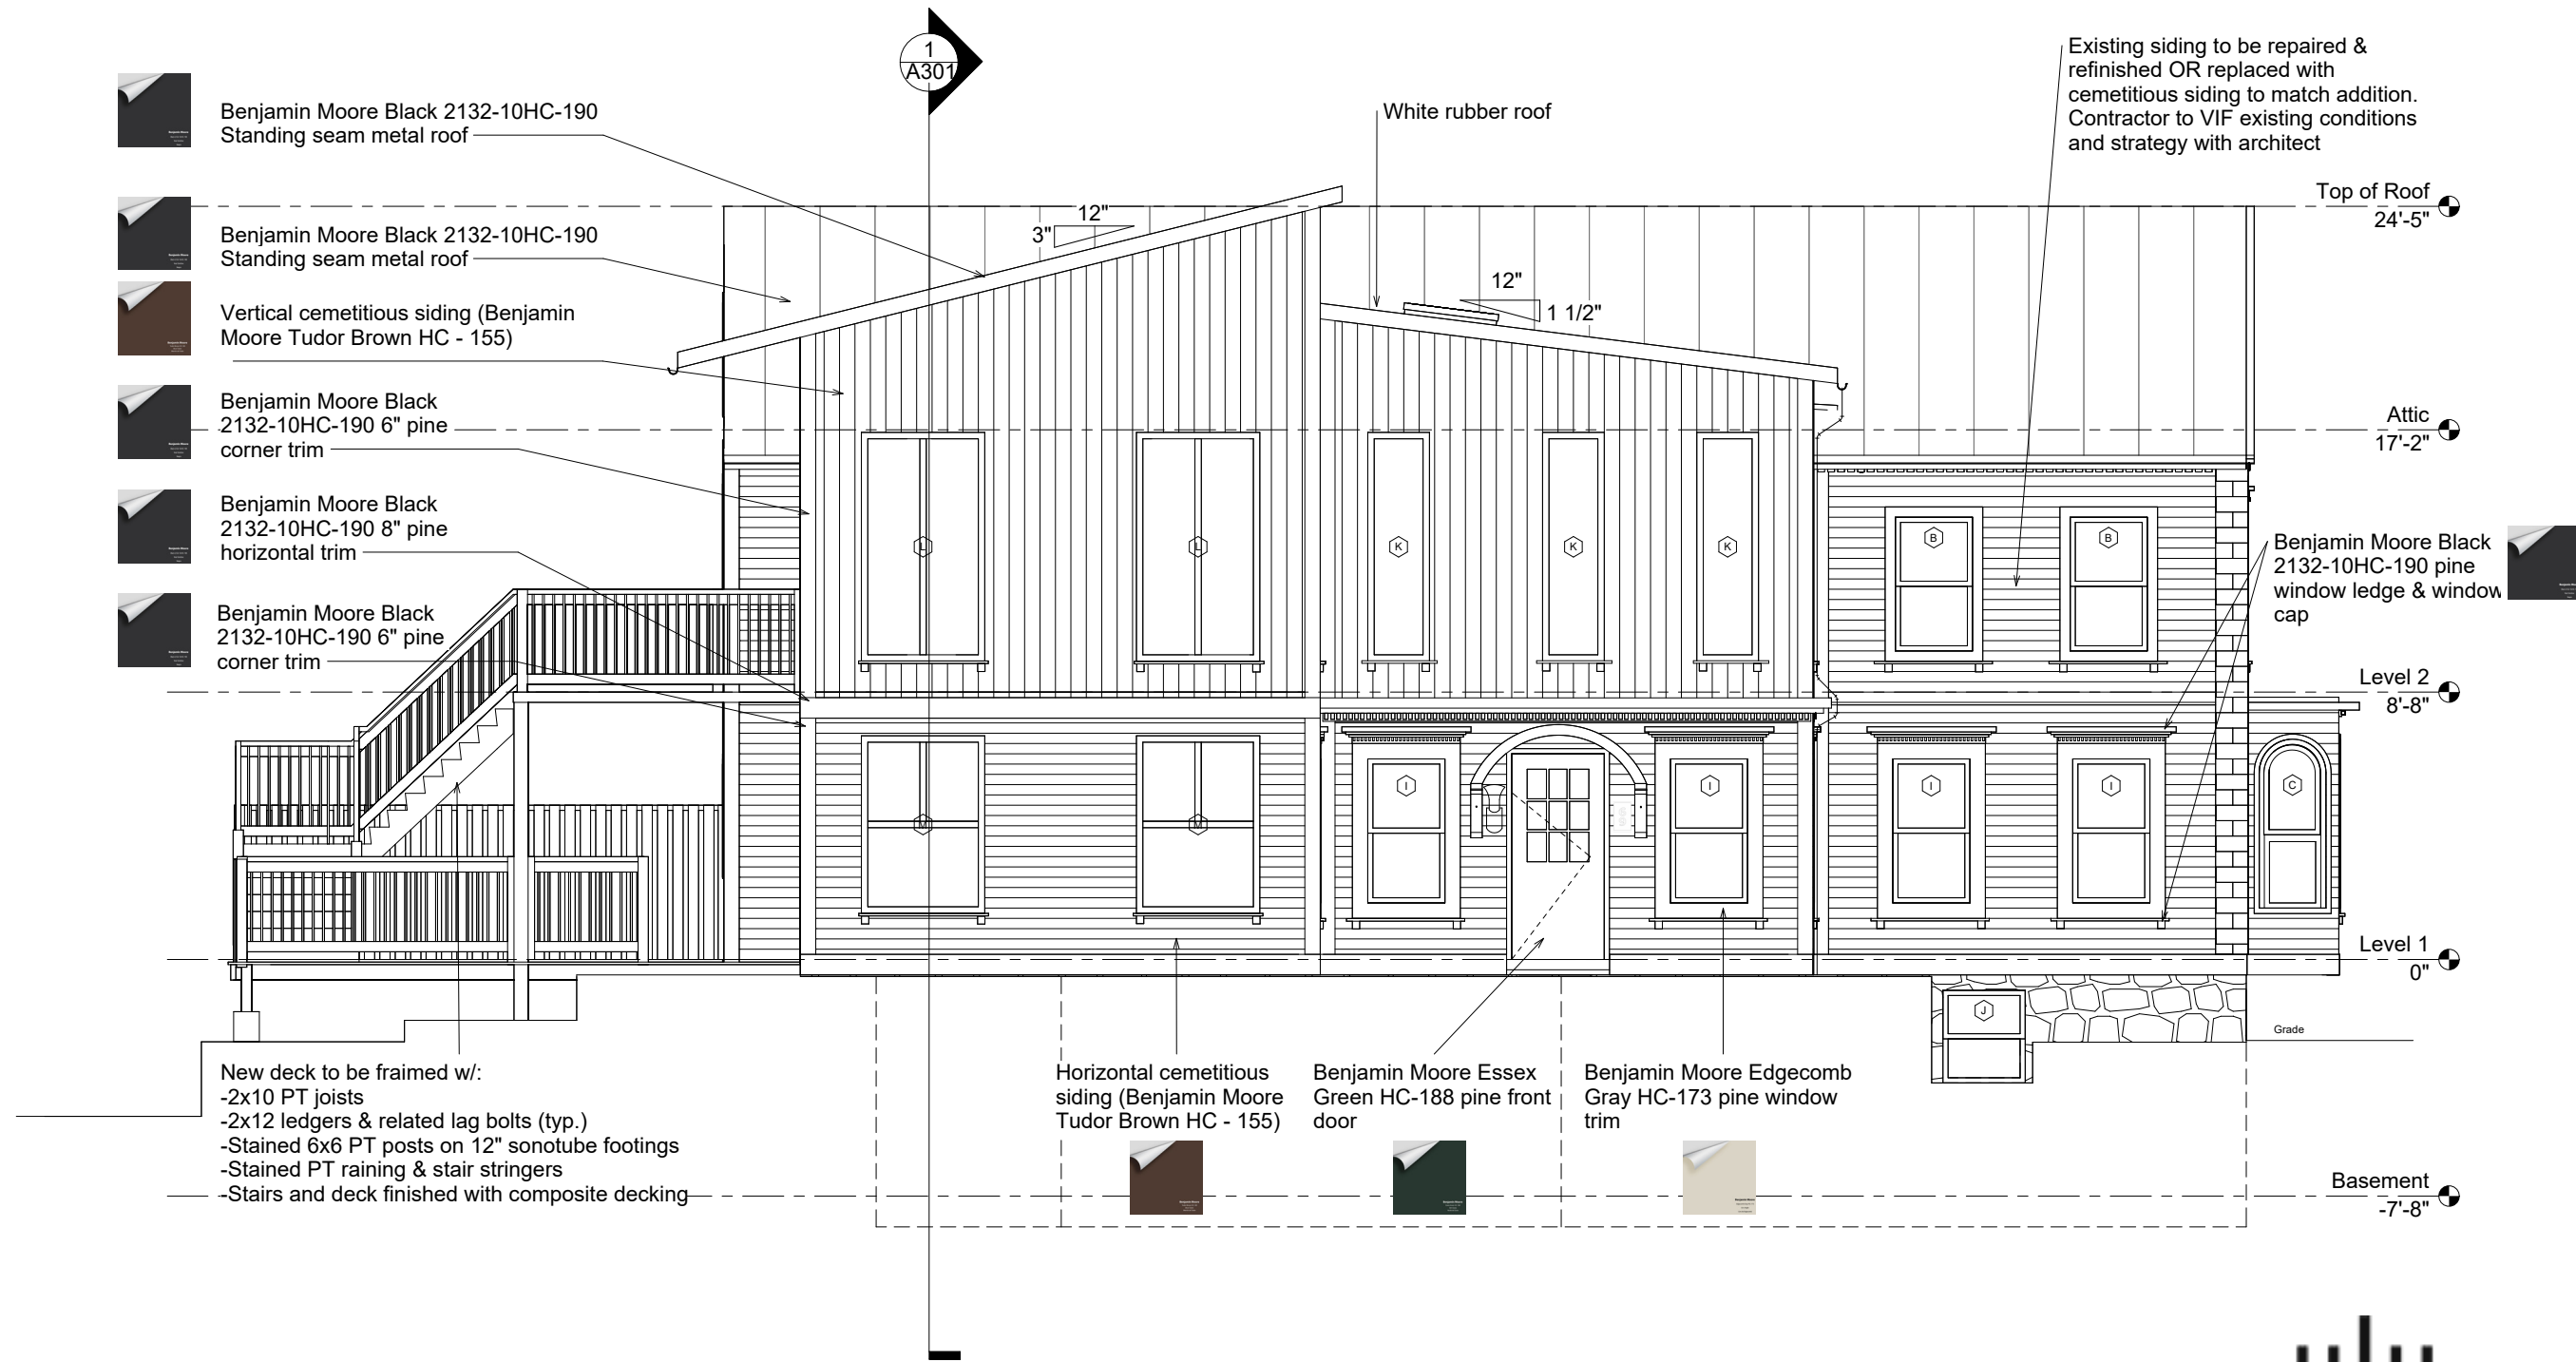 1
A301
Existing siding to be repaired &
refinished OR replaced with
cemetitious siding to match addition.
Contractor to VIF existing conditions
and strategy with architect
Benjamin Moore Black 2132-10HC-190
Standing seam metal roof
White rubber roof
Top of Roof
24'-5"
12"
3"
Benjamin Moore Black 2132-10HC-190
Standing seam metal roof
12"
1 1/2"
Vertical cemetitious siding (Benjamin
Moore Tudor Brown HC - 155)
Benjamin Moore Black
2132-10HC-190 6" pine
corner trim
Attic
17'-2"
Benjamin Moore Black
2132-10HC-190 8" pine
horizontal trim
L
L
K
K
K
B
B
Benjamin Moore Black
2132-10HC-190 pine
window ledge & window
cap
Benjamin Moore Black
2132-10HC-190 6" pine
corner trim
Level 2
8'-8"
I
I
I
I
C
M
M
Level 1
0"
J
Grade
New deck to be fraimed w/:
-2x10 PT joists
-2x12 ledgers & related lag bolts (typ.)
-Stained 6x6 PT posts on 12" sonotube footings
-Stained PT raining & stair stringers
-Stairs and deck finished with composite decking
Horizontal cemetitious
siding (Benjamin Moore
Tudor Brown HC - 155)
Benjamin Moore Essex
Green HC-188 pine front
door
Benjamin Moore Edgecomb
Gray HC-173 pine window
trim
Basement
-7'-8"